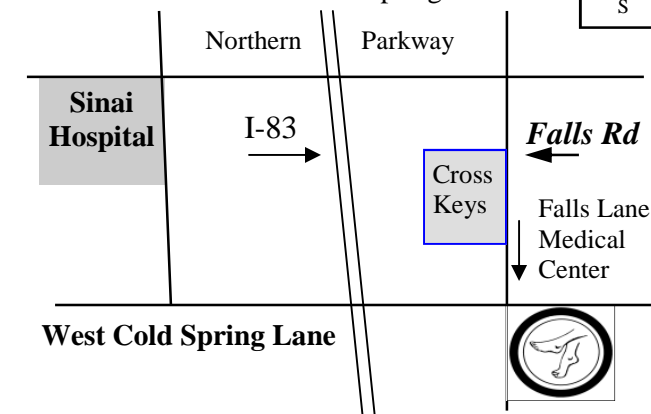 s
Northern Parkway
Sinai
Hospital
I-83
Falls Rd
Cross
Keys
Falls Lane
Medical
Center
West Cold Spring Lane